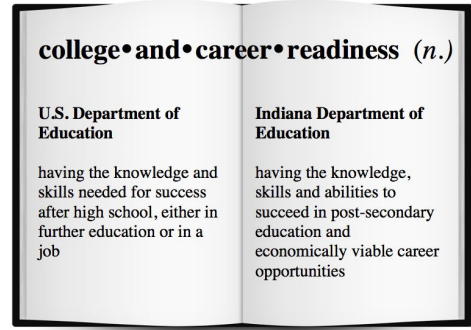 college•and•career•readiness (n.)
U.S. Department of
Education
having the knowledge and
skills needed for success
after high school, either in
further education or in a
job
Indiana Department of
Education
having the knowledge,
skills and abilities to
succeed in post-secondary
education and
economically viable career
opportunities